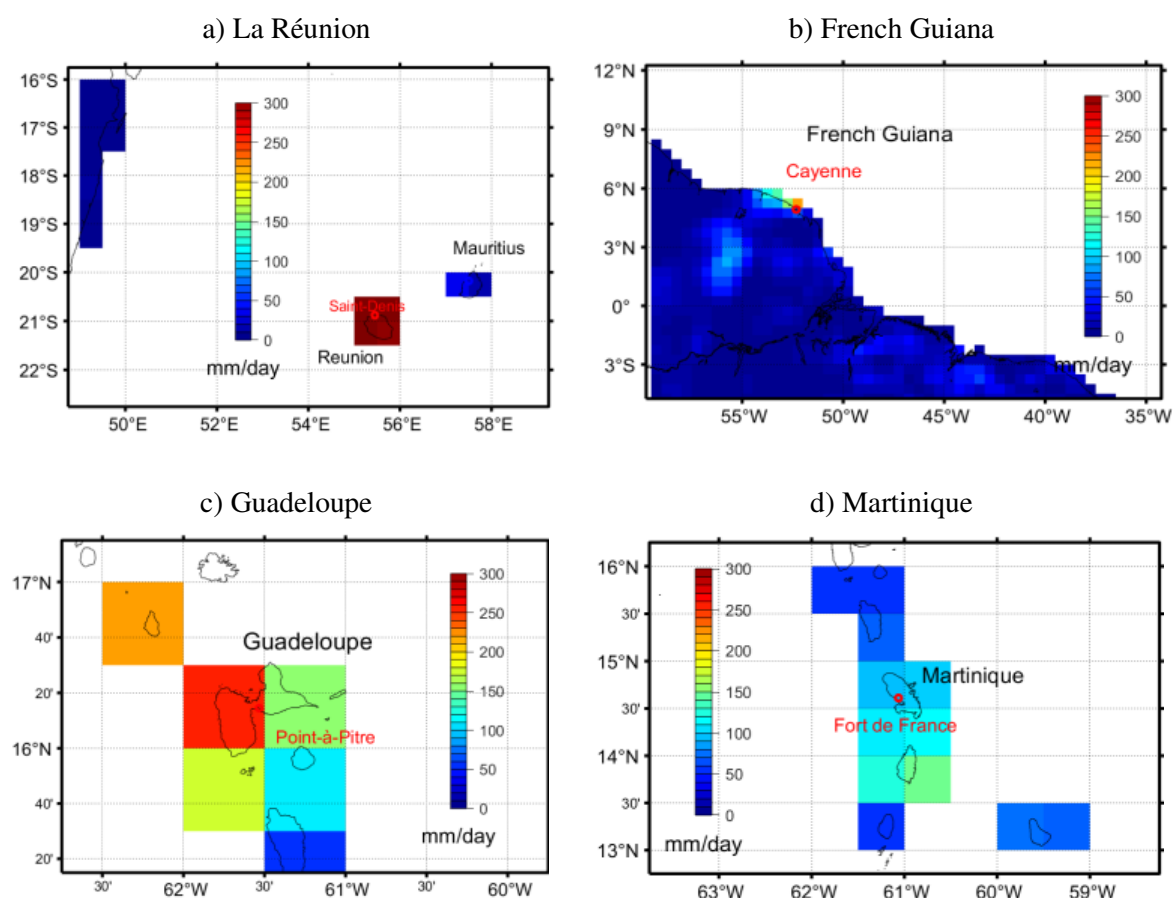 a) La Réunion
16°S
17°S
18°S
19°S
20°S
21°S
22°S
300
250
200
150
100
50
0
mm/day
Mauritius
Saint-Denis
Reunion
50°E
52°E
54°E
56°E
58°E
b) French Guiana
12°N
9°N
6°N
3°N
0°
3°S
French Guiana
Cayenne
300
250
200
150
100
50
0
mm/day
55°W
50°W
45°W
40°W
35°W
c) Guadeloupe
17°N
40'
20'
16°N
40'
20'
Guadeloupe
Point-à-Pitre
300
250
200
150
100
50
0
mm/day
30'
62°W
30'
61°W
30'
60°W
d) Martinique
16°N
30'
15°N
30'
14°N
30'
13°N
300
250
200
150
100
50
0
mm/day
Martinique
Fort de France
63°W
62°W
61°W
60°W
59°W